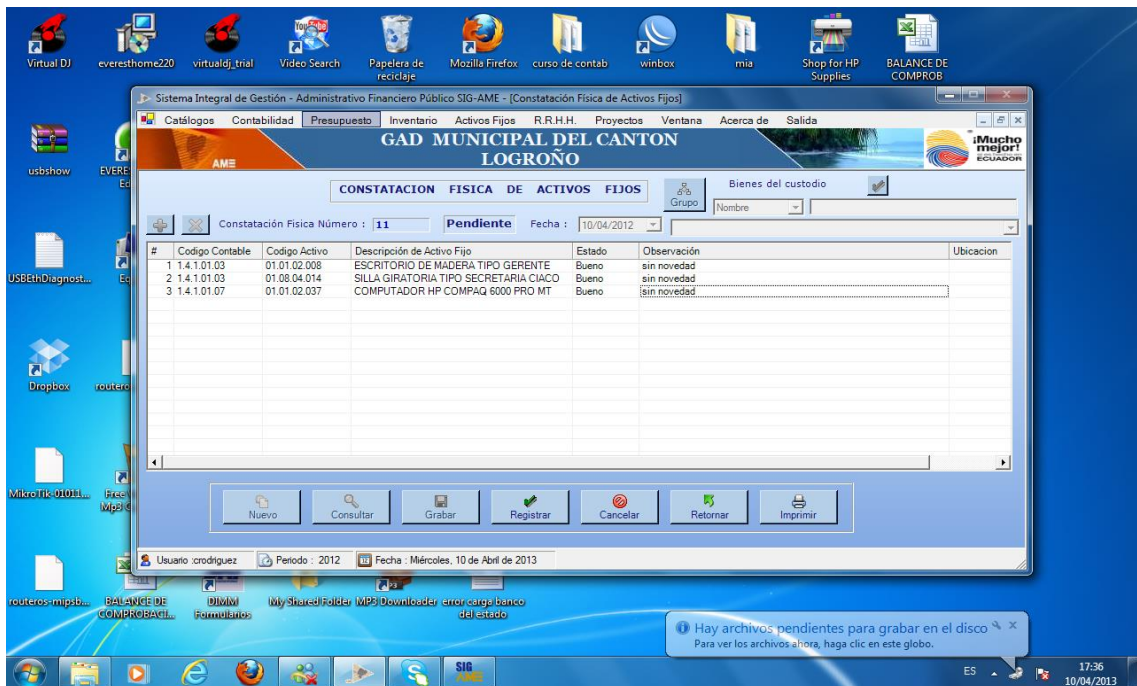 Virtual DJ
everesthome220
virtualdj_trial
Video Search
Papelera de reciclaje
Mozilla Firefox
curso de contab
winbox
mia
Shop for HP Supplies
BALANCE DE COMPROB
usbshow
EVERE
USBEthDiagnost...
Eq
Dropbox
routero
MikroTik-01011...
Free
Mp3 C
routeros-mipsb...
BALANCE DE COMPROBACI...
DIMM Formularios
My Shared Folder
MP3 Downloader
error carga banco del estado
Sistema Integral de Gestión - Administrativo Financiero Público SIG-AME - [Constatación Física de Activos Fijos]
Catálogos Contabilidad Presupuesto Inventario Activos Fijos R.R.H.H. Proyectos Ventana Acerca de Salida
AME
GAD MUNICIPAL DEL CANTON
LOGROÑO
¡Mucho
mejor!
ECUADOR
CONSTATACION FISICA DE ACTIVOS FIJOS
Grupo
Bienes del custodio
Nombre
Constatación Fisica Número : 11 Pendiente Fecha : 10/04/2012
# Codigo Contable Codigo Activo Descripción de Activo Fijo Estado Observación Ubicacion
1 1.4.1.01.03 01.01.02.008 ESCRITORIO DE MADERA TIPO GERENTE Bueno sin novedad
2 1.4.1.01.03 01.08.04.014 SILLA GIRATORIA TIPO SECRETARIA CIACO Bueno sin novedad
3 1.4.1.01.07 01.01.02.037 COMPUTADOR HP COMPAQ 6000 PRO MT Bueno sin novedad
Nuevo Consultar Grabar Registrar Cancelar Retornar Imprimir
Usuario :crodriguez Periodo : 2012 Fecha : Miércoles, 10 de Abril de 2013
Hay archivos pendientes para grabar en el disco
Para ver los archivos ahora, haga clic en este globo.
SIG
AME
ES
17:36
10/04/2013